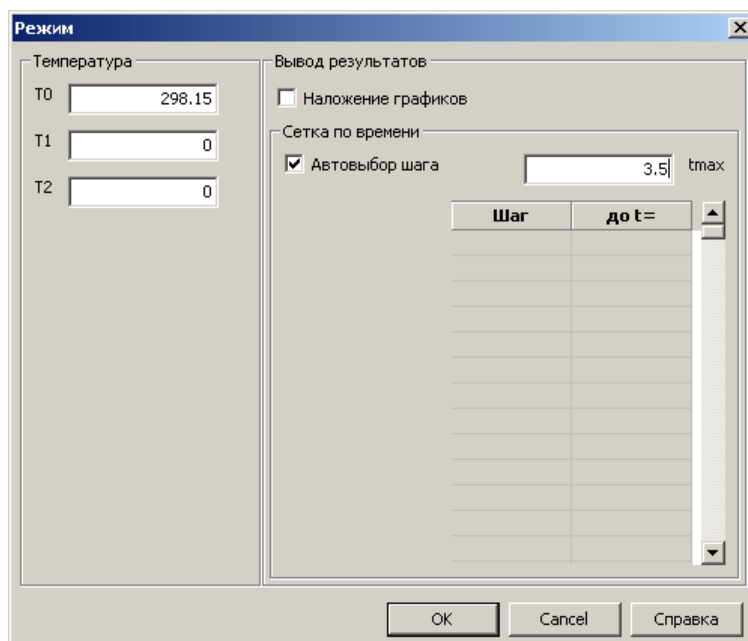 Режим
Температура
T0 298.15
T1 0
T2 0
Вывод результатов
Наложение графиков
Сетка по времени
Автовыбор шага 3.5 tmax
Шаг до t=
OK Cancel Справка